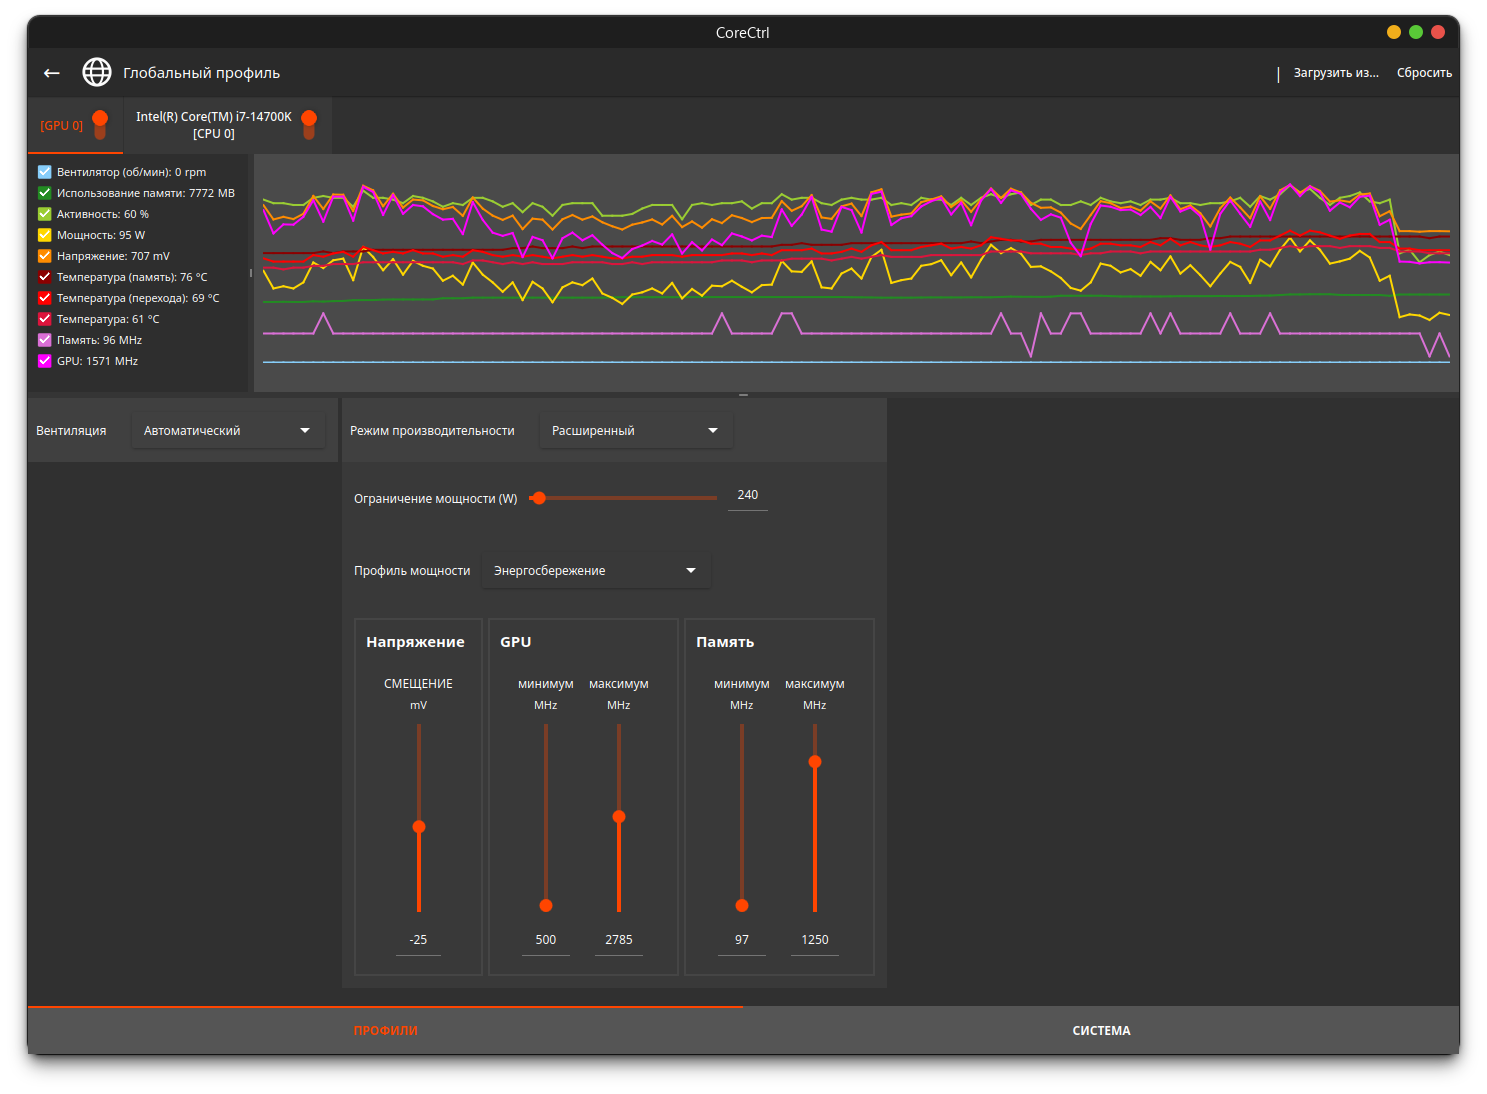 CoreCtrl
← Глобальный профиль | Загрузить из... Сбросить
[GPU 0]
Intel(R) Core(TM) i7-14700K
[CPU 0]
Вентилятор (об/мин): 0 rpm
Использование памяти: 7772 MB
Активность: 60 %
Мощность: 95 W
Напряжение: 707 mV
Температура (память): 76 °C
Температура (перехода): 69 °C
Температура: 61 °C
Память: 96 MHz
GPU: 1571 MHz
Вентиляция Автоматический
Режим производительности Расширенный
Ограничение мощности (W) 240
Профиль мощности Энергосбережение
Напряжение
СМЕЩЕНИЕ
mV
-25
GPU
минимум максимум
MHz MHz
500 2785
Память
минимум максимум
MHz MHz
97 1250
ПРОФИЛИ СИСТЕМА